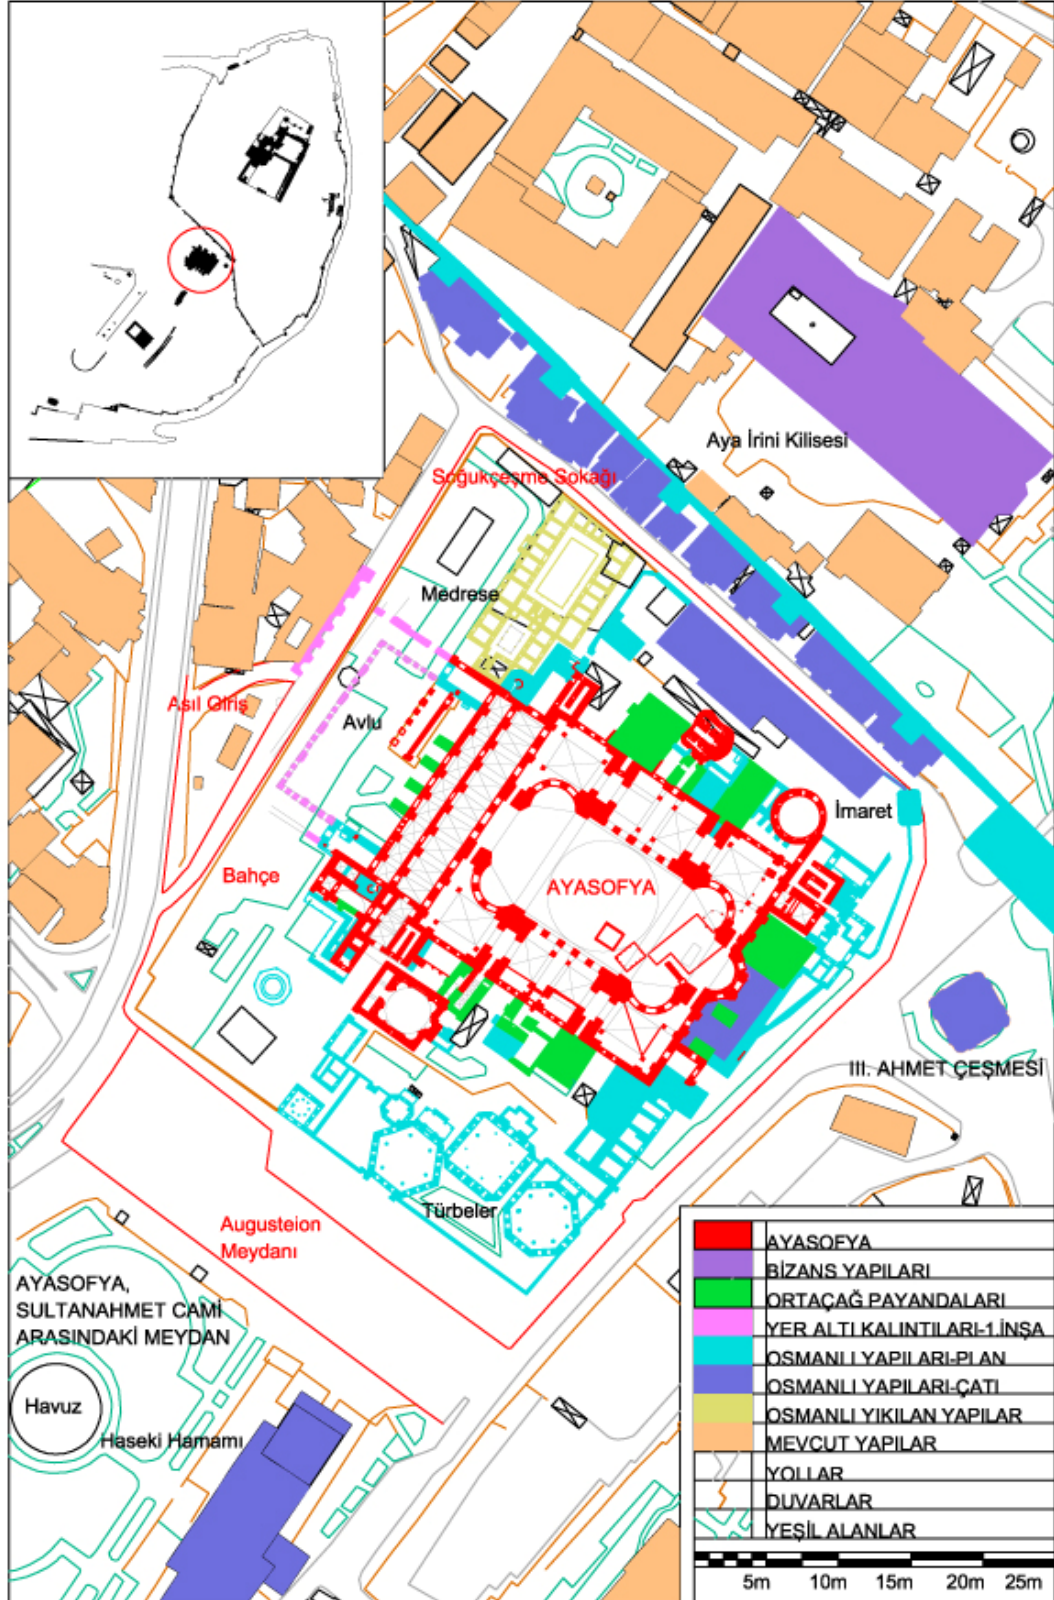 Aya İrini Kilisesi
Soğukçeşme Sokağı
Medrese
Asıl Giriş
Avlu
İmaret
Bahçe
AYASOFYA
III. AHMET ÇEŞMESİ
Türbeler
Augusteion
Meydanı
AYASOFYA,
SULTANAHMET CAMİ
ARASINDAKİ MEYDAN
Havuz
Haseki Hamamı
AYASOFYA
BİZANS YAPILARI
ORTAÇAĞ PAYANDALARI
YER ALTI KALINTILARI-1.İNŞA
OSMANLI YAPILARI-PLAN
OSMANLI YAPILARI-ÇATI
OSMANLI YIKILAN YAPILAR
MEVCUT YAPILAR
YOLLAR
DUVARLAR
YEŞİL ALANLAR
5m 10m 15m 20m 25m